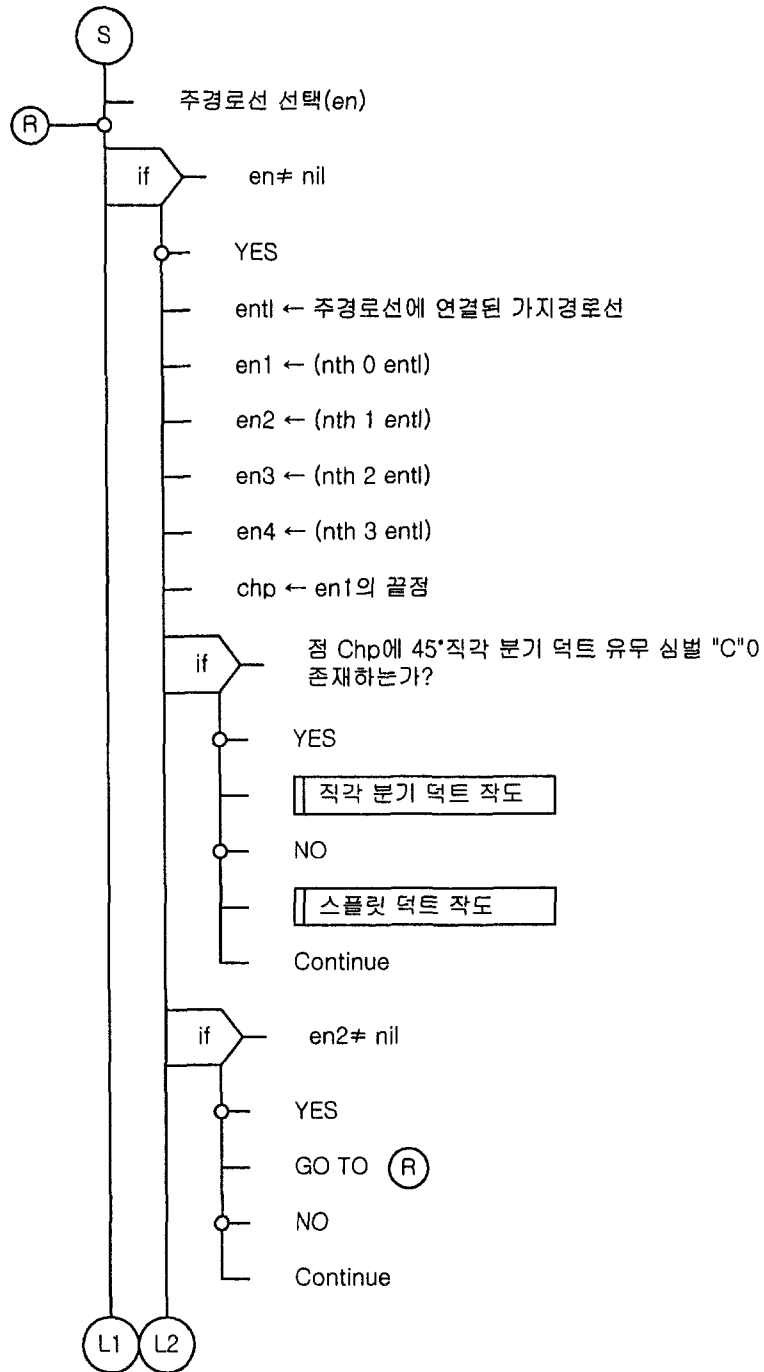 S
주경로선 선택(en)
R
if en≠ nil
YES
entl ← 주경로선에 연결된 가지경로선
en1 ← (nth 0 entl)
en2 ← (nth 1 entl)
en3 ← (nth 2 entl)
en4 ← (nth 3 entl)
chp ← en1의 끝점
if 점 Chp에 45°직각 분기 덕트 유무 심벌 "C"0
존재하는가?
YES
직각 분기 덕트 작도
NO
스플릿 덕트 작도
Continue
if en2≠ nil
YES
GO TO R
NO
Continue
L1 L2